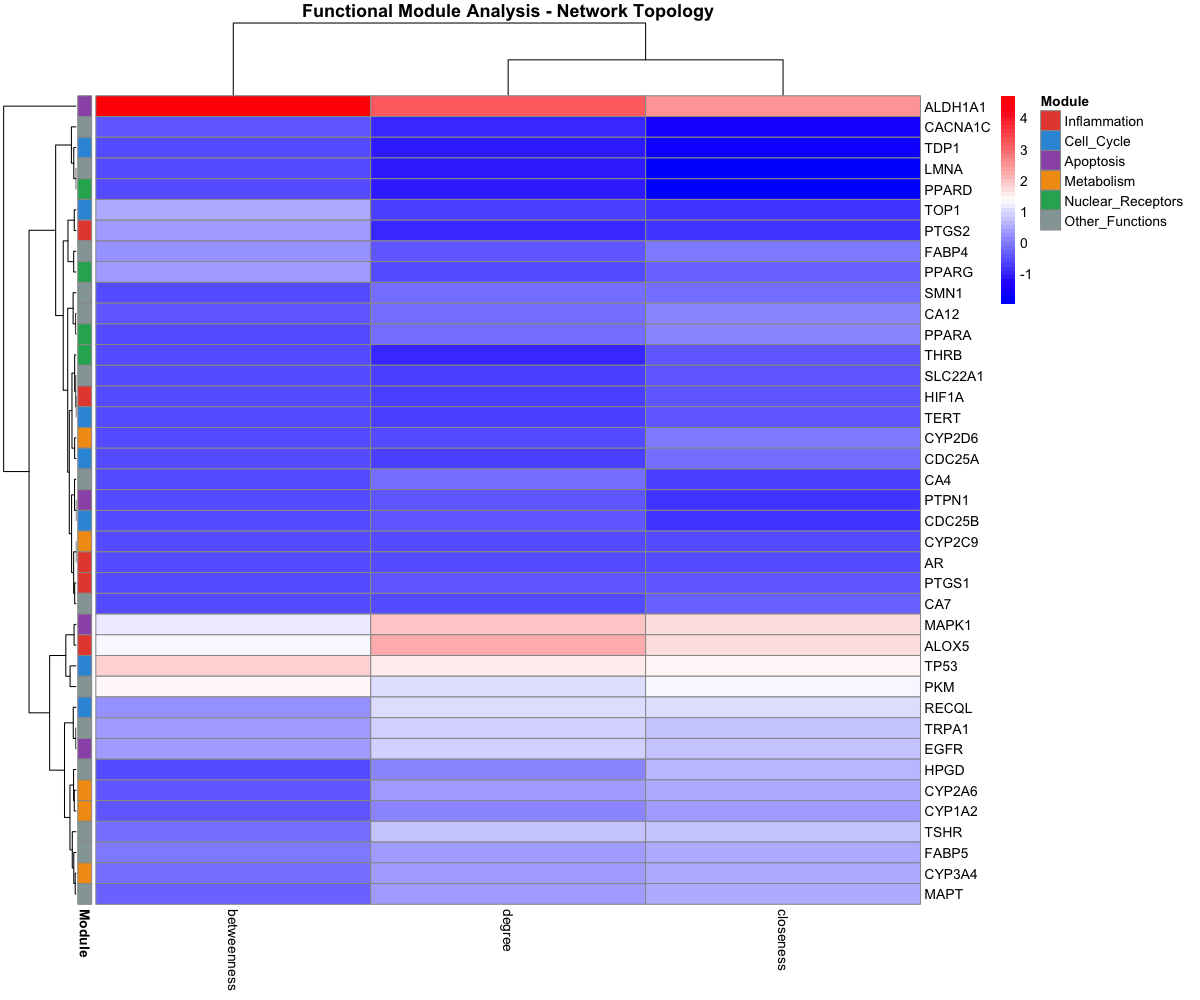 Functional Module Analysis - Network Topology
ALDH1A1
CACNA1C
TDP1
LMNA
PPARD
TOP1
PTGS2
FABP4
PPARG
SMN1
CA12
PPARA
THRB
SLC22A1
HIF1A
TERT
CYP2D6
CDC25A
CA4
PTPN1
CDC25B
CYP2C9
AR
PTGS1
CA7
MAPK1
ALOX5
TP53
PKM
RECQL
TRPA1
EGFR
HPGD
CYP2A6
CYP1A2
TSHR
FABP5
CYP3A4
MAPT
4
3
2
1
0
-1
Module
Inflammation
Cell_Cycle
Apoptosis
Metabolism
Nuclear_Receptors
Other_Functions
Module
betweenness
degree
closeness